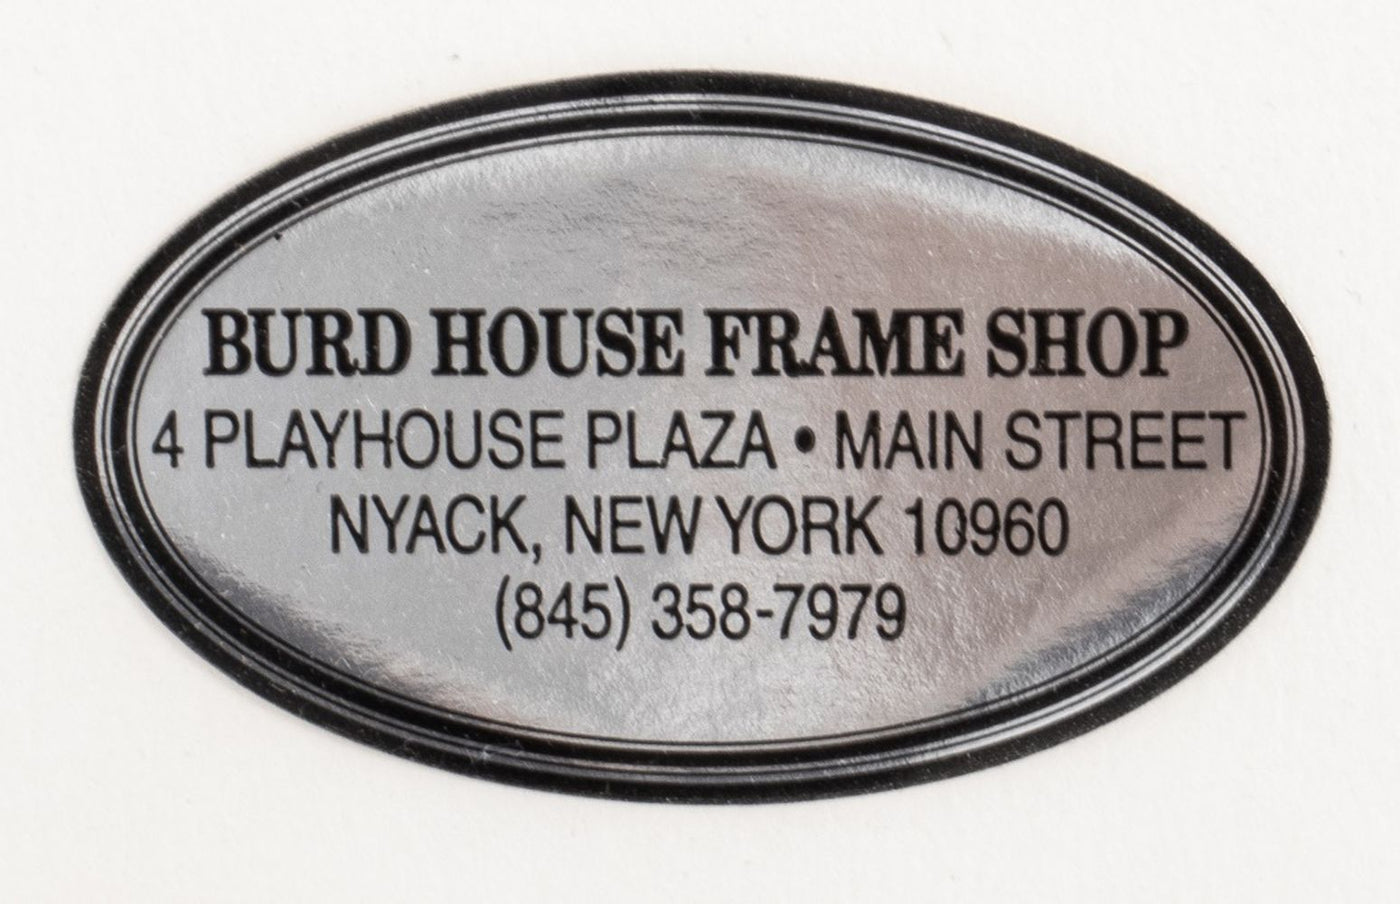 BURD HOUSE FRAME SHOP
4 PLAYHOUSE PLAZA • MAIN STREET
NYACK, NEW YORK 10960
(845) 358-7979